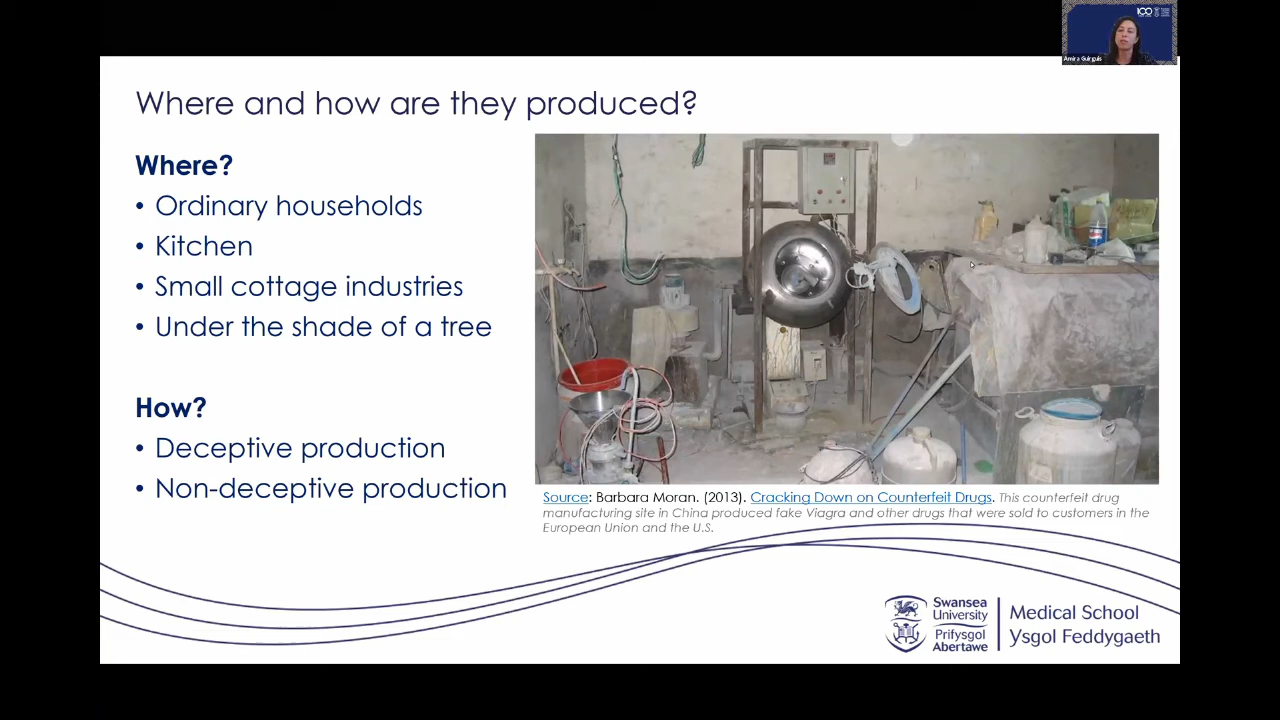 100
Amira Guirguis
Where and how are they produced?
Where?
• Ordinary households
• Kitchen
• Small cottage industries
• Under the shade of a tree
How?
• Deceptive production
• Non-deceptive production
Source: Barbara Moran. (2013). Cracking Down on Counterfeit Drugs. This counterfeit drug
manufacturing site in China produced fake Viagra and other drugs that were sold to customers in the
European Union and the U.S.
Swansea
University
Prifysgol
Abertawe
Medical School
Ysgol Feddygaeth